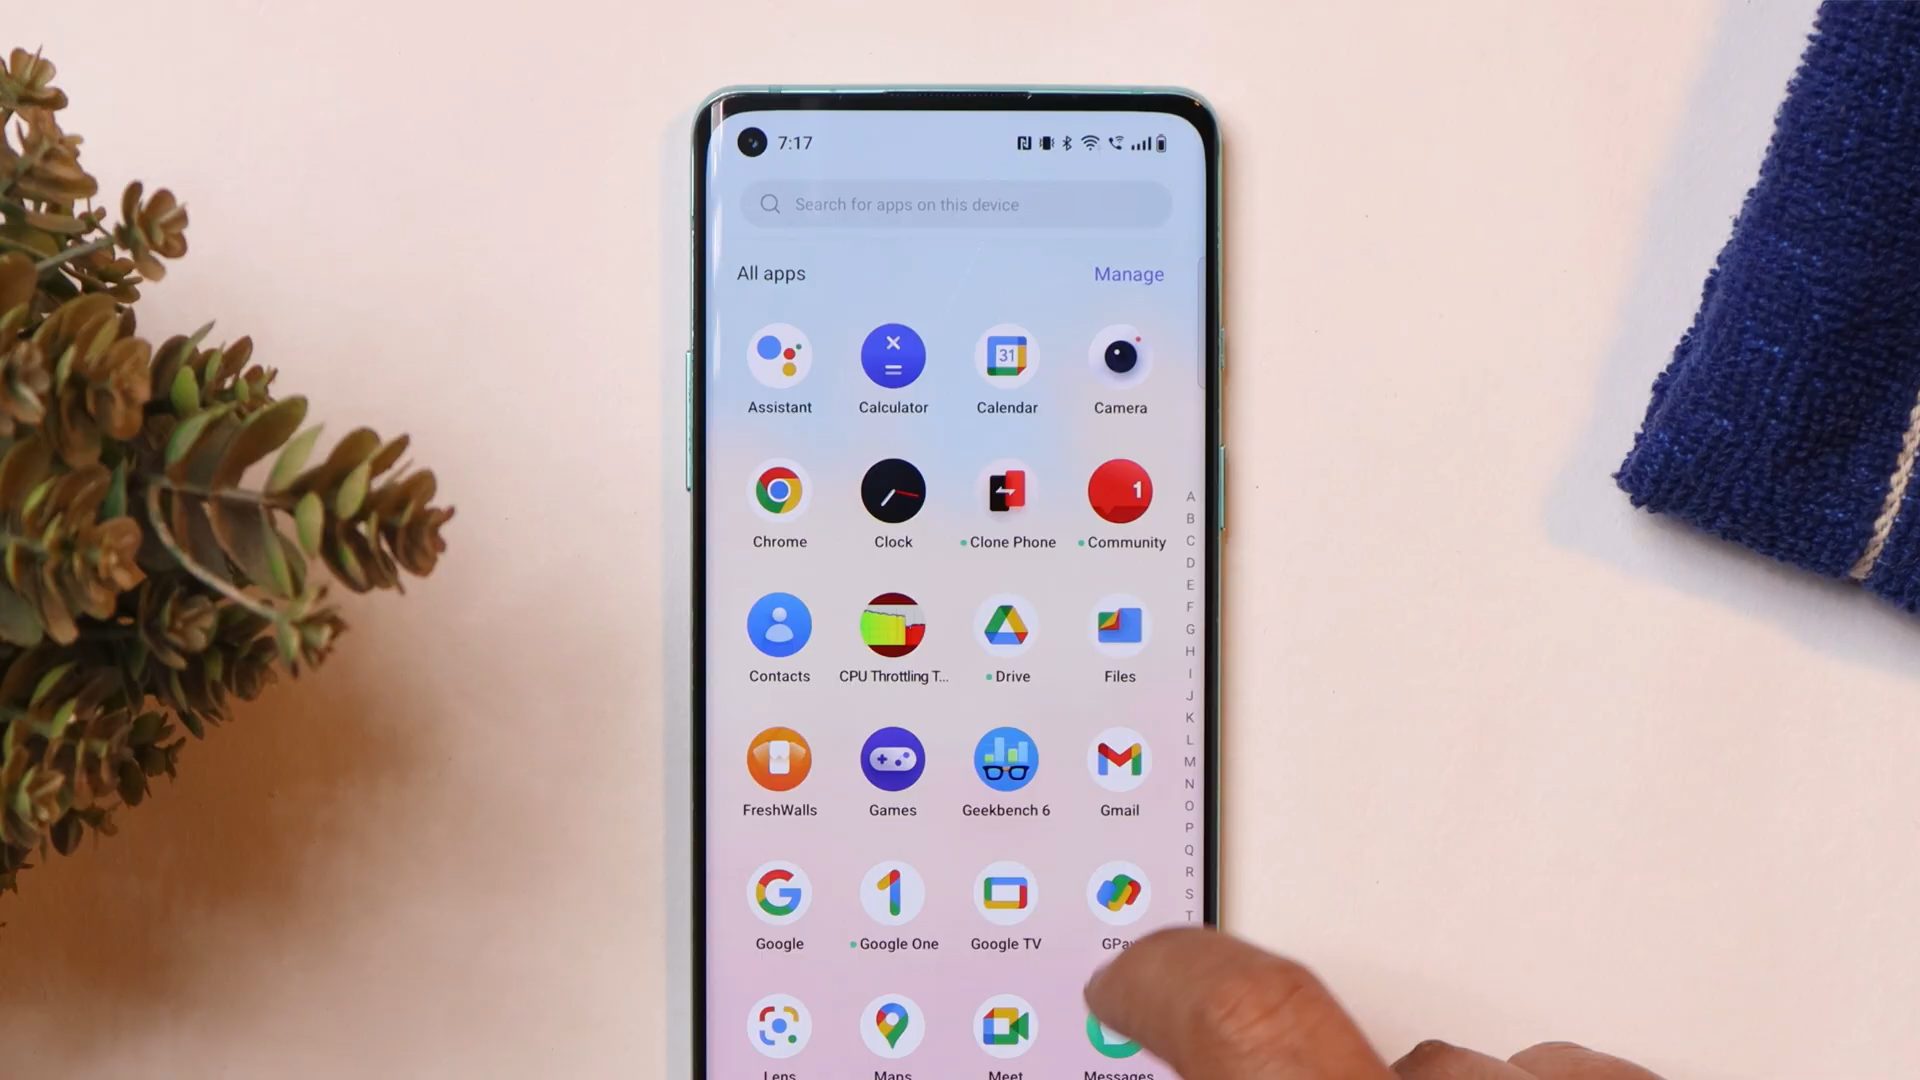 7:17
Search for apps on this device
All apps
Manage
31
Assistant
Calculator
Calendar
Camera
1
Chrome
Clock
Clone Phone
Community
Contacts
CPU Throttling T...
Drive
Files
FreshWalls
Games
Geekbench 6
Gmail
Google
Google One
Google TV
GPay
Lens
Maps
Meet
Messages
A
B
C
D
E
F
G
H
I
J
K
L
M
N
O
P
Q
R
S
T